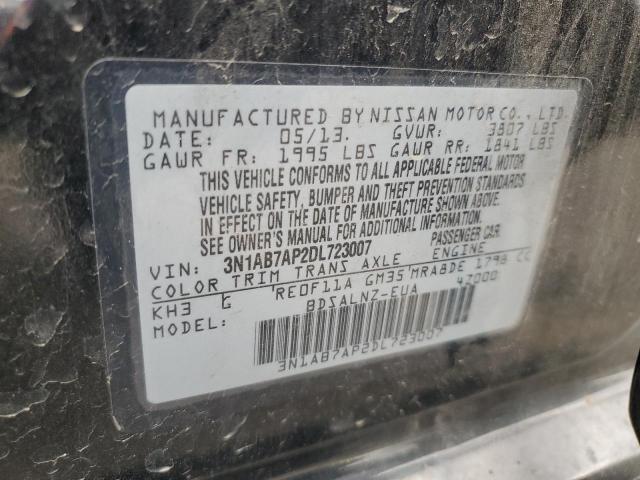 MANUFACTURED BY NISSAN MOTOR CO., LTD.
DATE: 05/13. GVWR: 3807 LBS
GAWR FR: 1995 LBS GAWR RR: 1841 LBS
THIS VEHICLE CONFORMS TO ALL APPLICABLE FEDERAL MOTOR
VEHICLE SAFETY, BUMPER AND THEFT PREVENTION STANDARDS
IN EFFECT ON THE DATE OF MANUFACTURE SHOWN ABOVE.
SEE OWNER'S MANUAL FOR ADDITIONAL INFORMATION.
VIN: 3N1AB7AP2DL723007 PASSENGER CAR
COLOR TRIM TRANS AXLE ENGINE
KH3 G RE0F11A GM35 MRA8DE 1798 CC
MODEL: BDSALNZ-EUA 42000
3N1AB7AP2DL723007